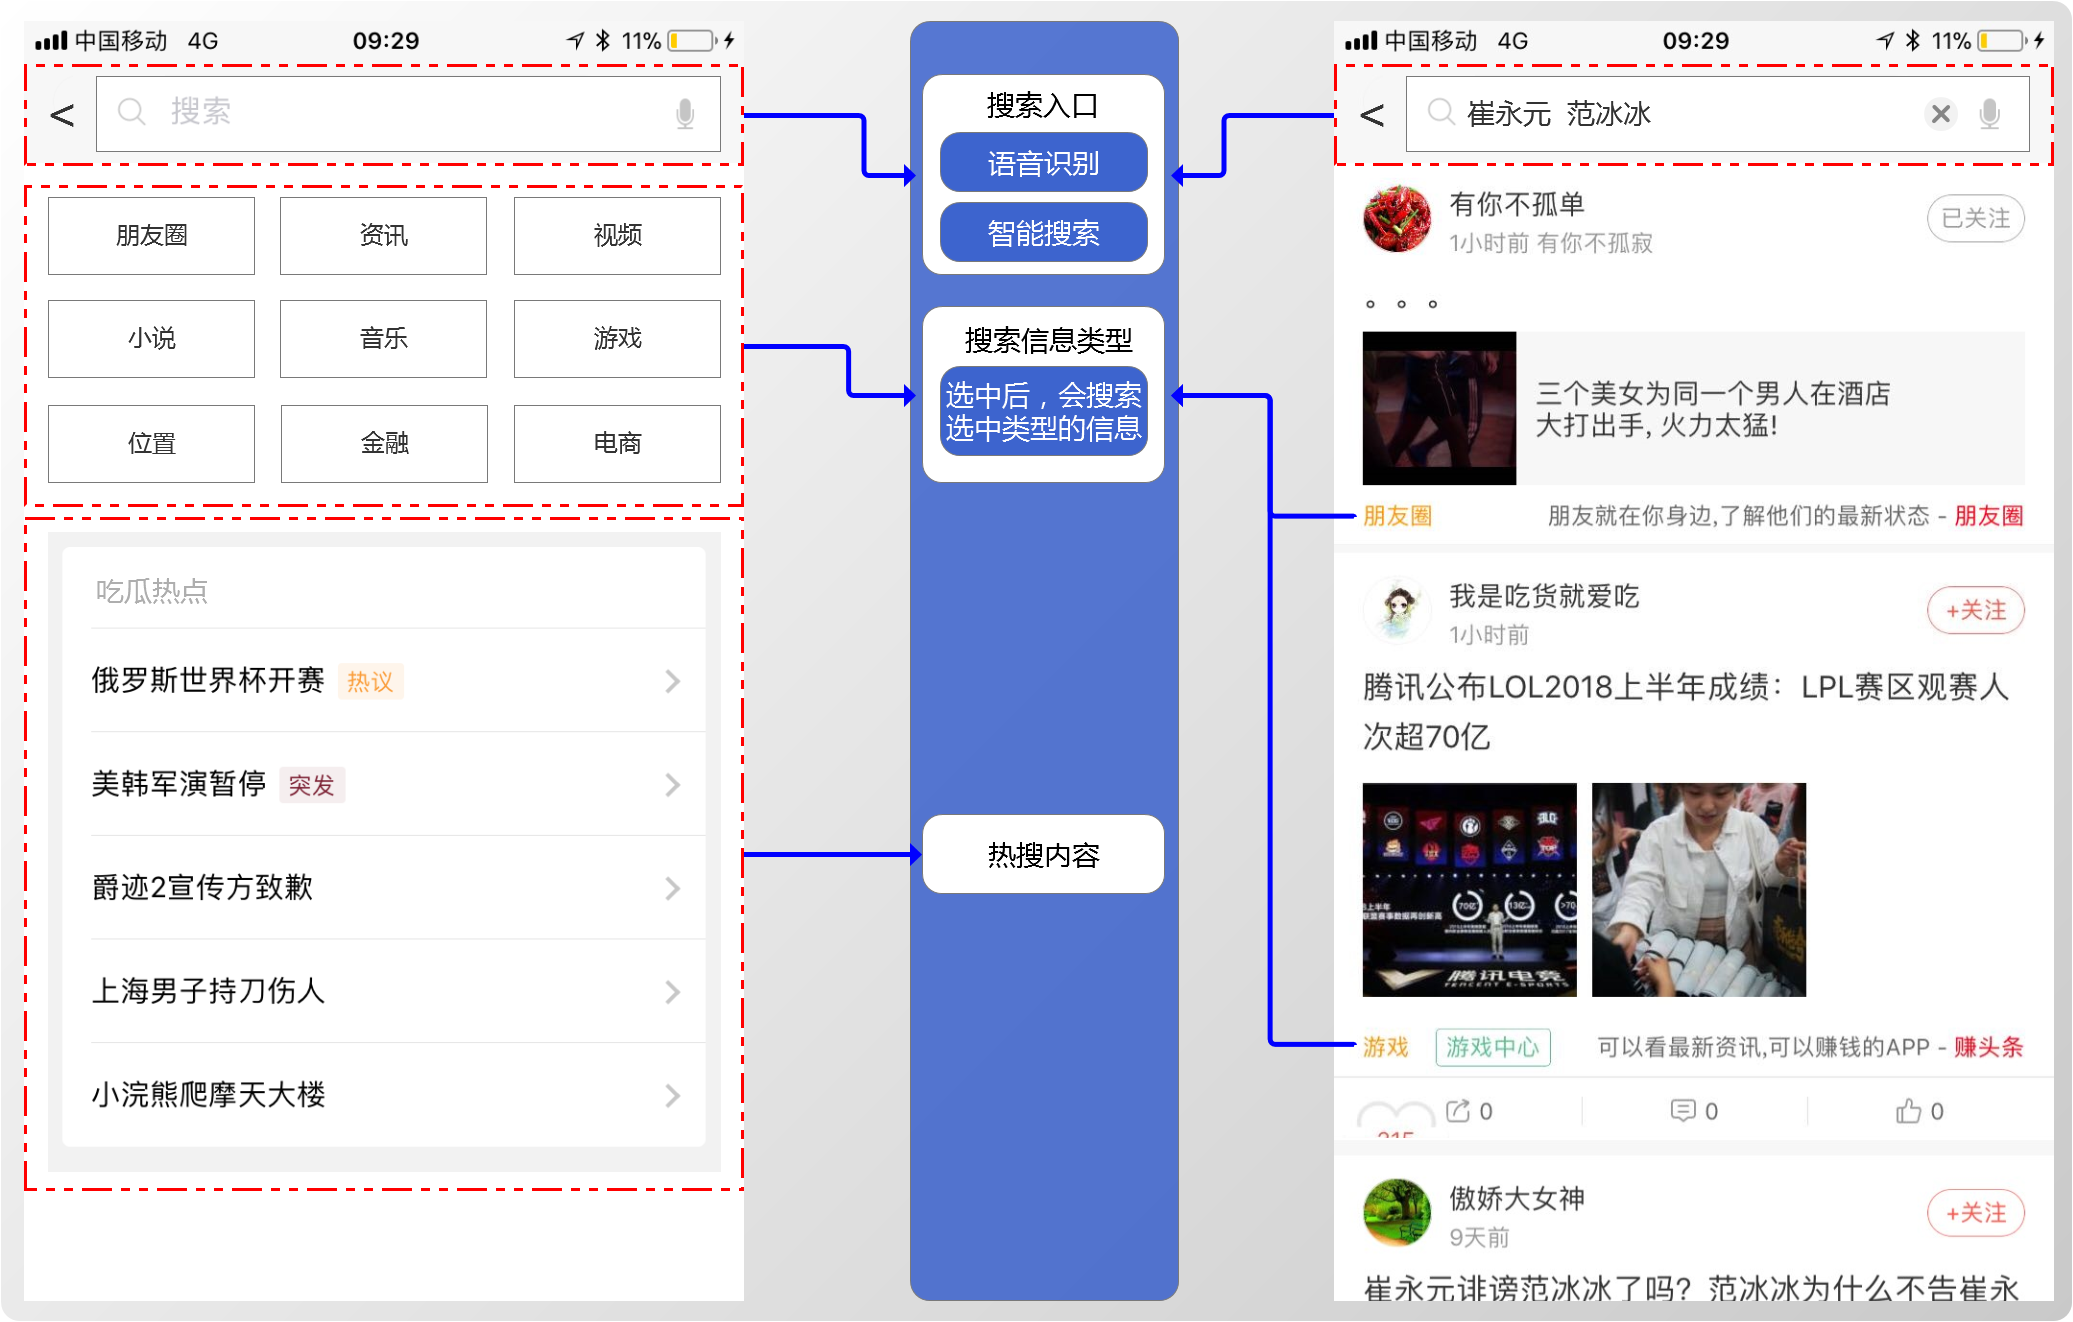 中国移动 4G 09:29 11%
< 搜索
朋友圈 资讯 视频
小说 音乐 游戏
位置 金融 电商
吃瓜热点
俄罗斯世界杯开赛 热议
美韩军演暂停 突发
爵迹2宣传方致歉
上海男子持刀伤人
小浣熊爬摩天大楼
搜索入口
语音识别
智能搜索
搜索信息类型
选中后，会搜索
选中类型的信息
热搜内容
中国移动 4G 09:29 11%
< 崔永元 范冰冰
有你不孤单
1小时前 有你不孤寂
已关注
。。。
三个美女为同一个男人在酒店
大打出手, 火力太猛!
朋友圈 朋友就在你身边,了解他们的最新状态 - 朋友圈
我是吃货就爱吃
1小时前
+关注
腾讯公布LOL2018上半年成绩：LPL赛区观赛人
次超70亿
70亿 13亿 >70
腾讯电竞
TENCENT E-SPORTS
游戏 游戏中心 可以看最新资讯,可以赚钱的APP - 赚头条
0 0 0
傲娇大女神
9天前
+关注
崔永元诽谤范冰冰了吗？范冰冰为什么不告崔永